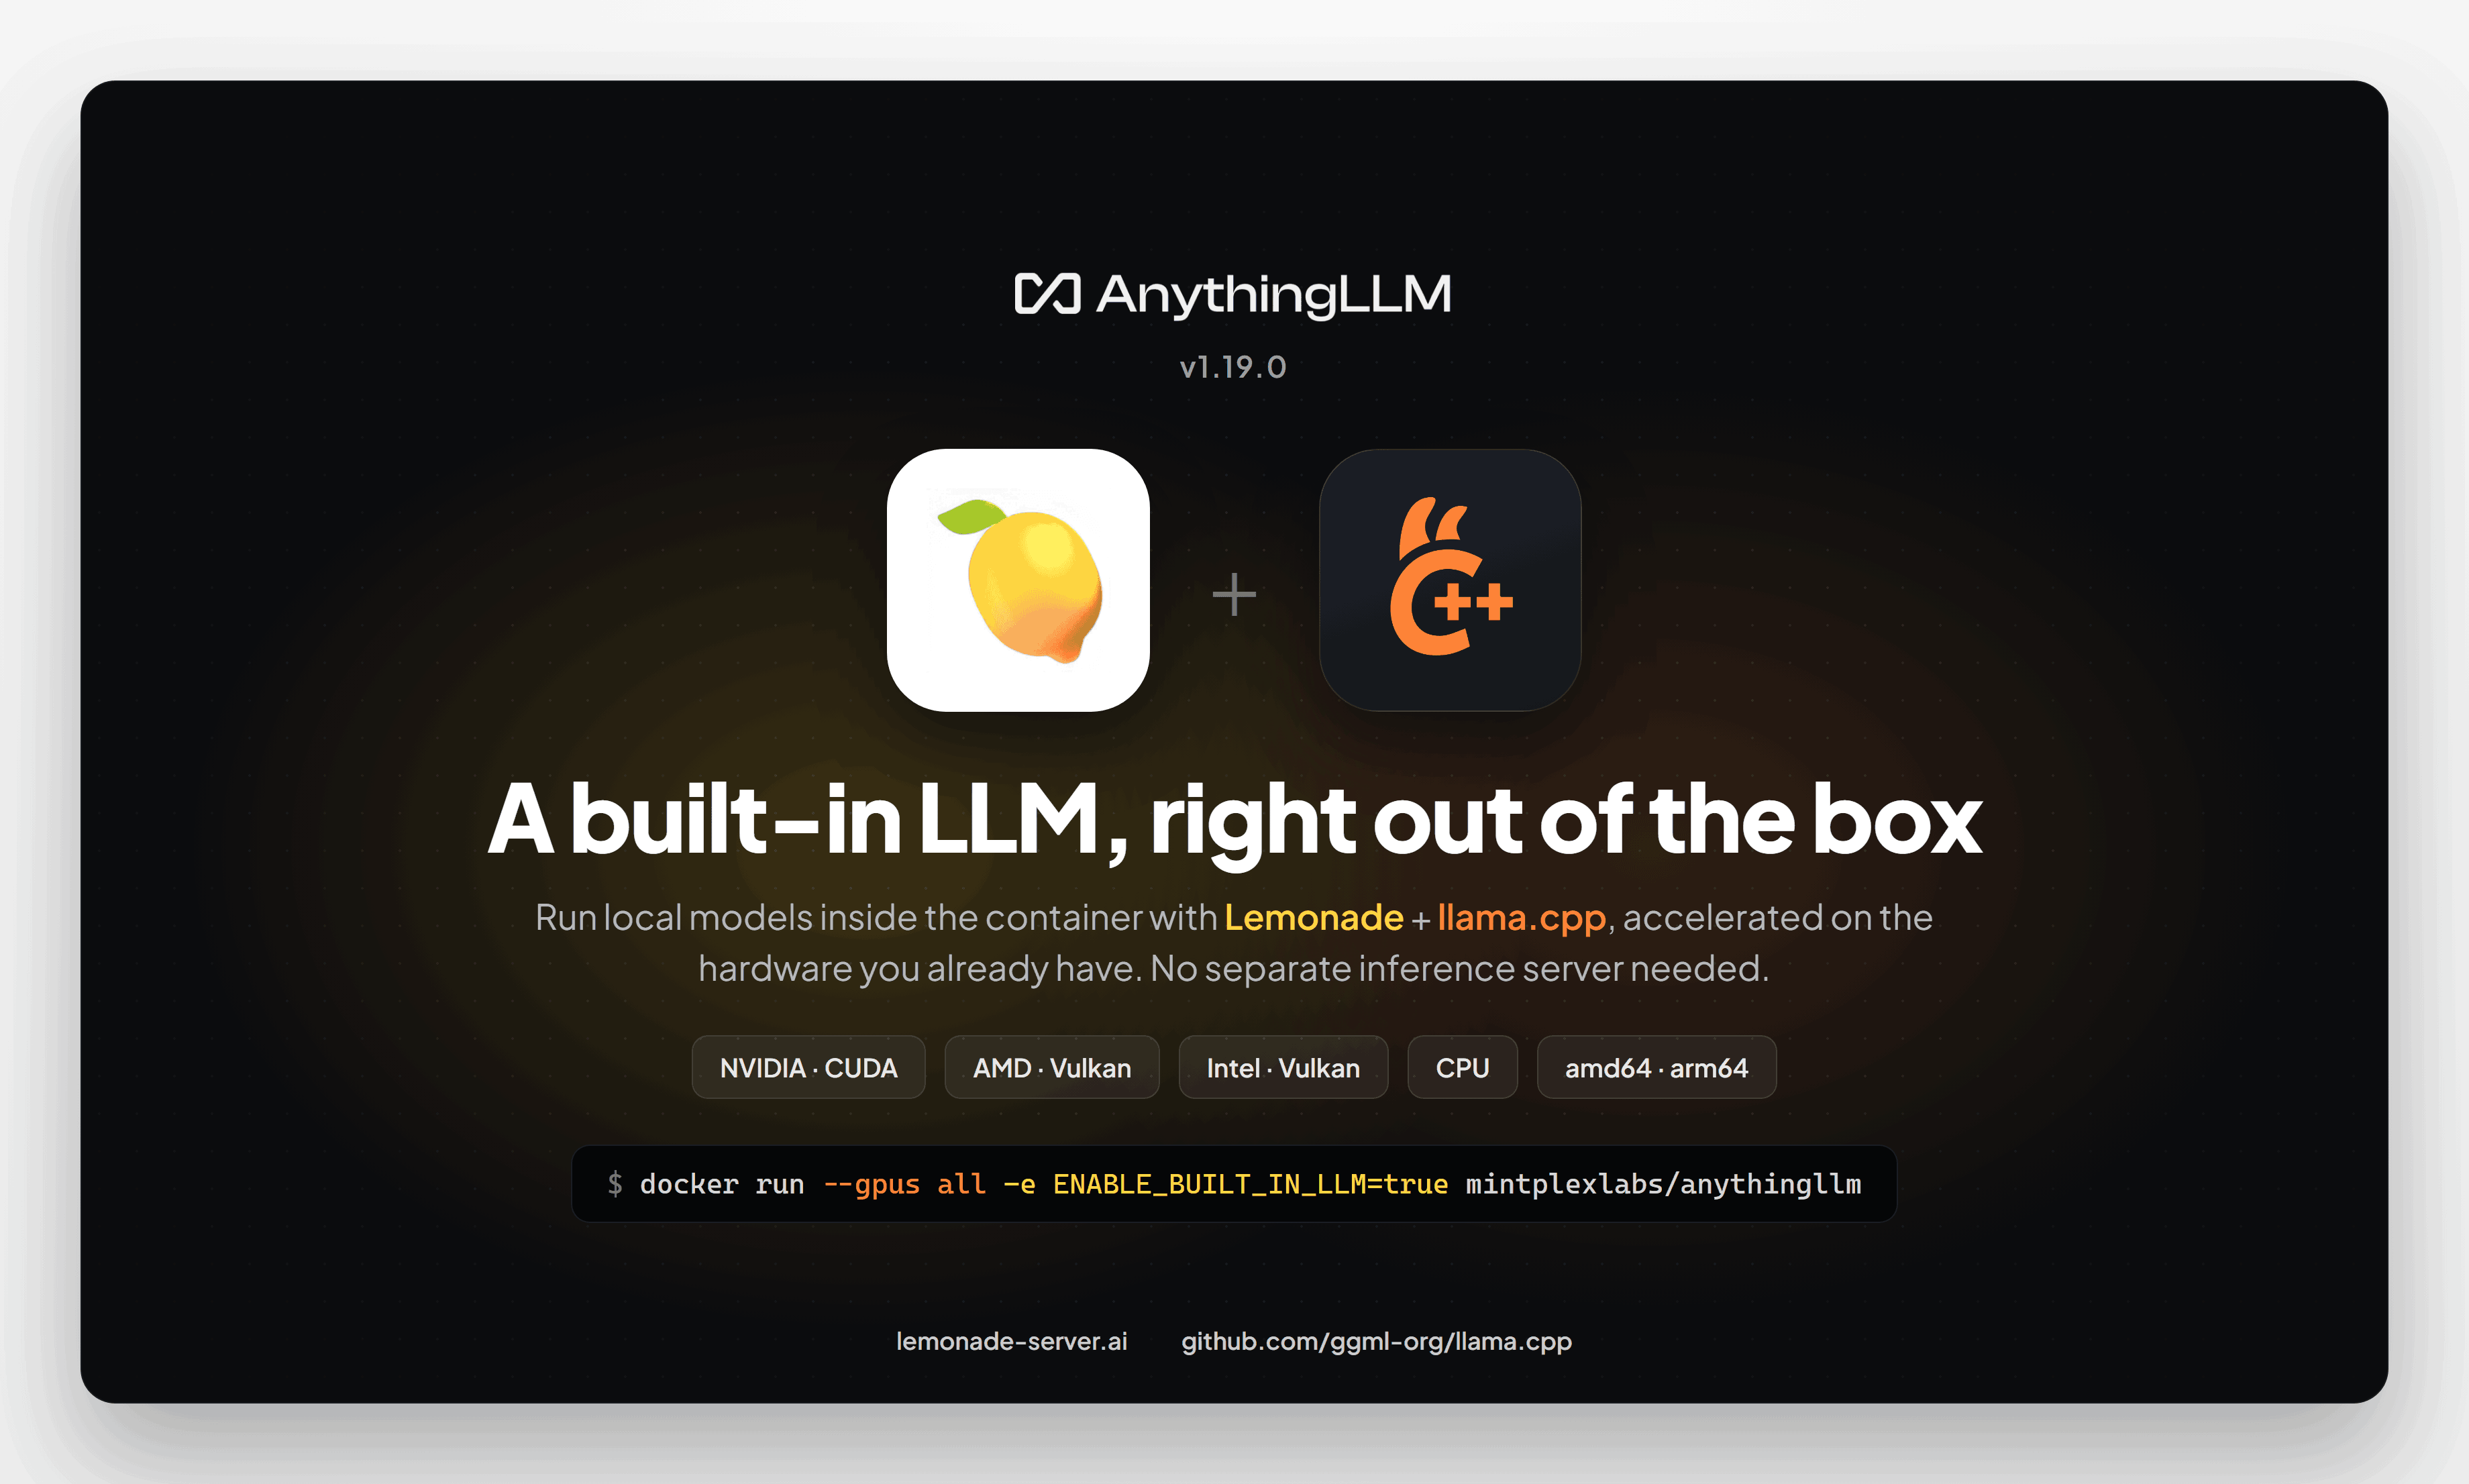 AnythingLLM
v1.19.0
C++
A built-in LLM, right out of the box
Run local models inside the container with Lemonade + llama.cpp, accelerated on the
hardware you already have. No separate inference server needed.
NVIDIA · CUDA AMD · Vulkan Intel · Vulkan CPU amd64 · arm64
$ docker run --gpus all -e ENABLE_BUILT_IN_LLM=true mintplexlabs/anythingllm
lemonade-server.ai github.com/ggml-org/llama.cpp